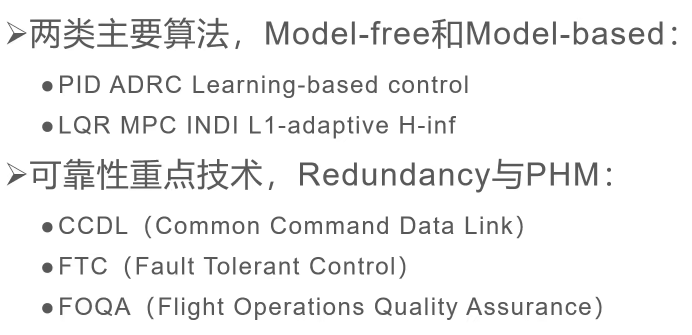 ➢两类主要算法，Model-free和Model-based：
●PID ADRC Learning-based control
●LQR MPC INDI L1-adaptive H-inf
➢可靠性重点技术，Redundancy与PHM：
●CCDL（Common Command Data Link）
●FTC（Fault Tolerant Control）
●FOQA（Flight Operations Quality Assurance）